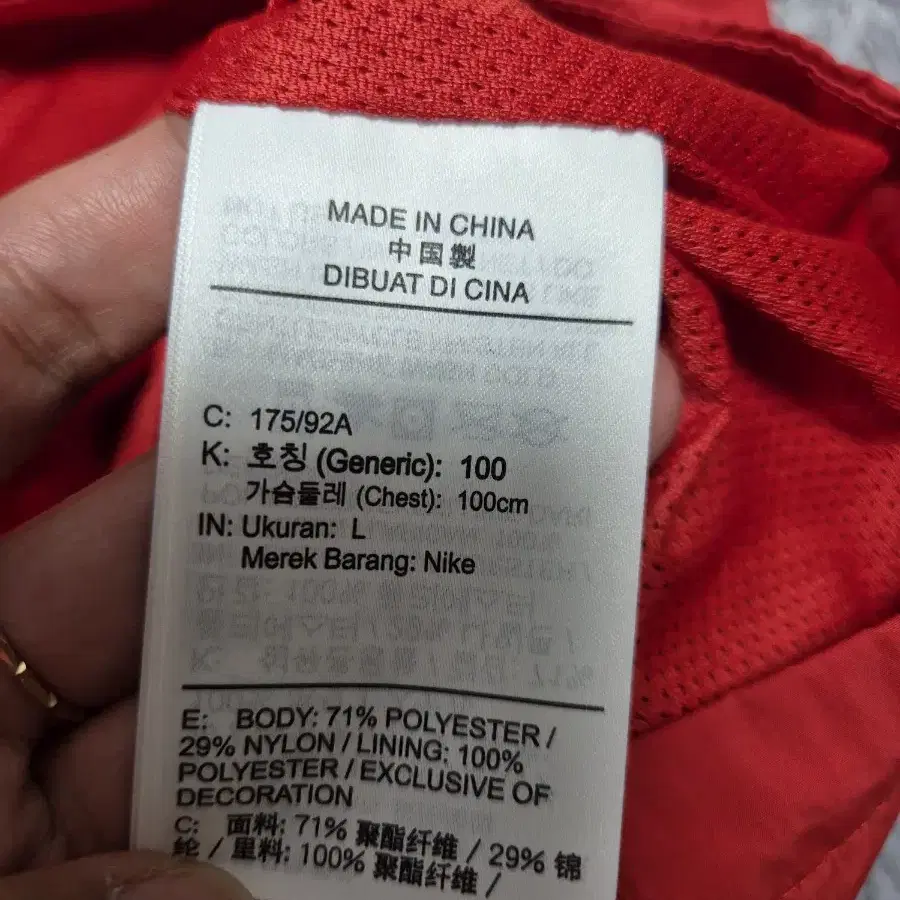 MADE IN CHINA
中国製
DIBUAT DI CINA
C: 175/92A
K: 호칭 (Generic): 100
가슴둘레 (Chest): 100cm
IN: Ukuran: L
Merek Barang: Nike
E: BODY: 71% POLYESTER /
29% NYLON / LINING: 100%
POLYESTER / EXCLUSIVE OF
DECORATION
C: 面料: 71% 聚酯纤维 / 29% 锦
纶 / 里料: 100% 聚酯纤维 /